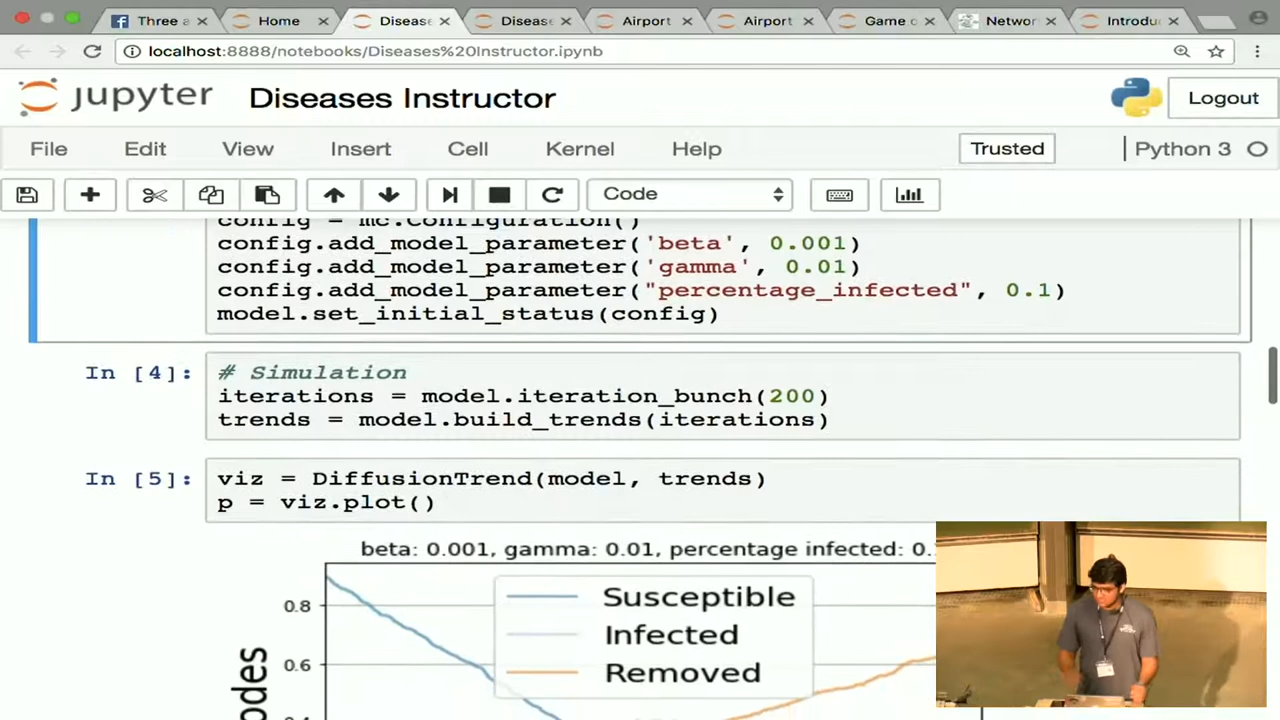 Three a
Home
Disease
Disease
Airport
Airport
Game o
Networ
Introdu
localhost:8888/notebooks/Diseases%20Instructor.ipynb
jupyter Diseases Instructor
Logout
File Edit View Insert Cell Kernel Help
Trusted
Python 3
Code
config = mc.Configuration()
config.add_model_parameter('beta', 0.001)
config.add_model_parameter('gamma', 0.01)
config.add_model_parameter("percentage_infected", 0.1)
model.set_initial_status(config)
In [4]:
# Simulation
iterations = model.iteration_bunch(200)
trends = model.build_trends(iterations)
In [5]:
viz = DiffusionTrend(model, trends)
p = viz.plot()
beta: 0.001, gamma: 0.01, percentage infected: 0.
Susceptible
Infected
Removed
0.8
0.6
odes